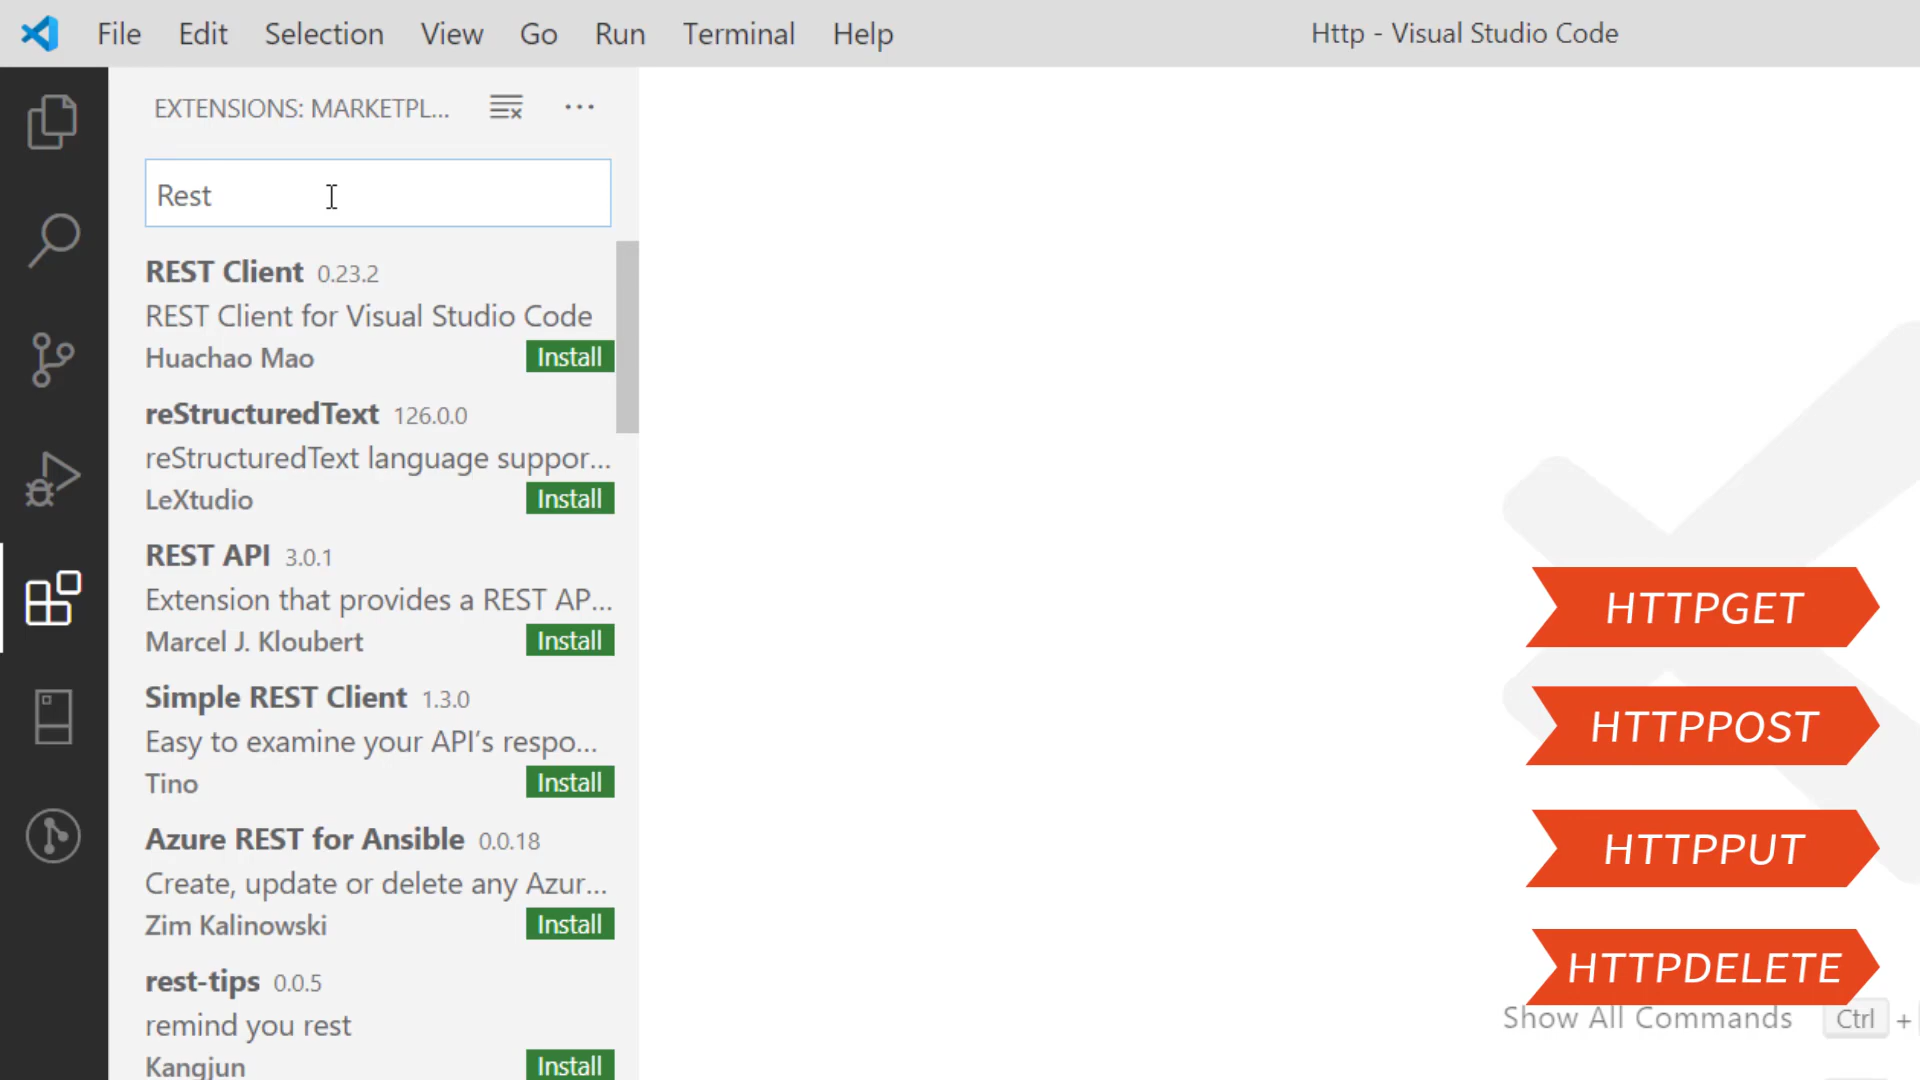 File Edit Selection View Go Run Terminal Help
Http - Visual Studio Code
EXTENSIONS: MARKETPL...
Rest
REST Client 0.23.2
REST Client for Visual Studio Code
Huachao Mao Install
reStructuredText 126.0.0
reStructuredText language suppor...
LeXtudio Install
REST API 3.0.1
Extension that provides a REST AP...
Marcel J. Kloubert Install
Simple REST Client 1.3.0
Easy to examine your API's respo...
Tino Install
Azure REST for Ansible 0.0.18
Create, update or delete any Azur...
Zim Kalinowski Install
rest-tips 0.0.5
remind you rest
Kangjun Install
HTTPGET
HTTPPOST
HTTPPUT
HTTPDELETE
Show All Commands Ctrl +